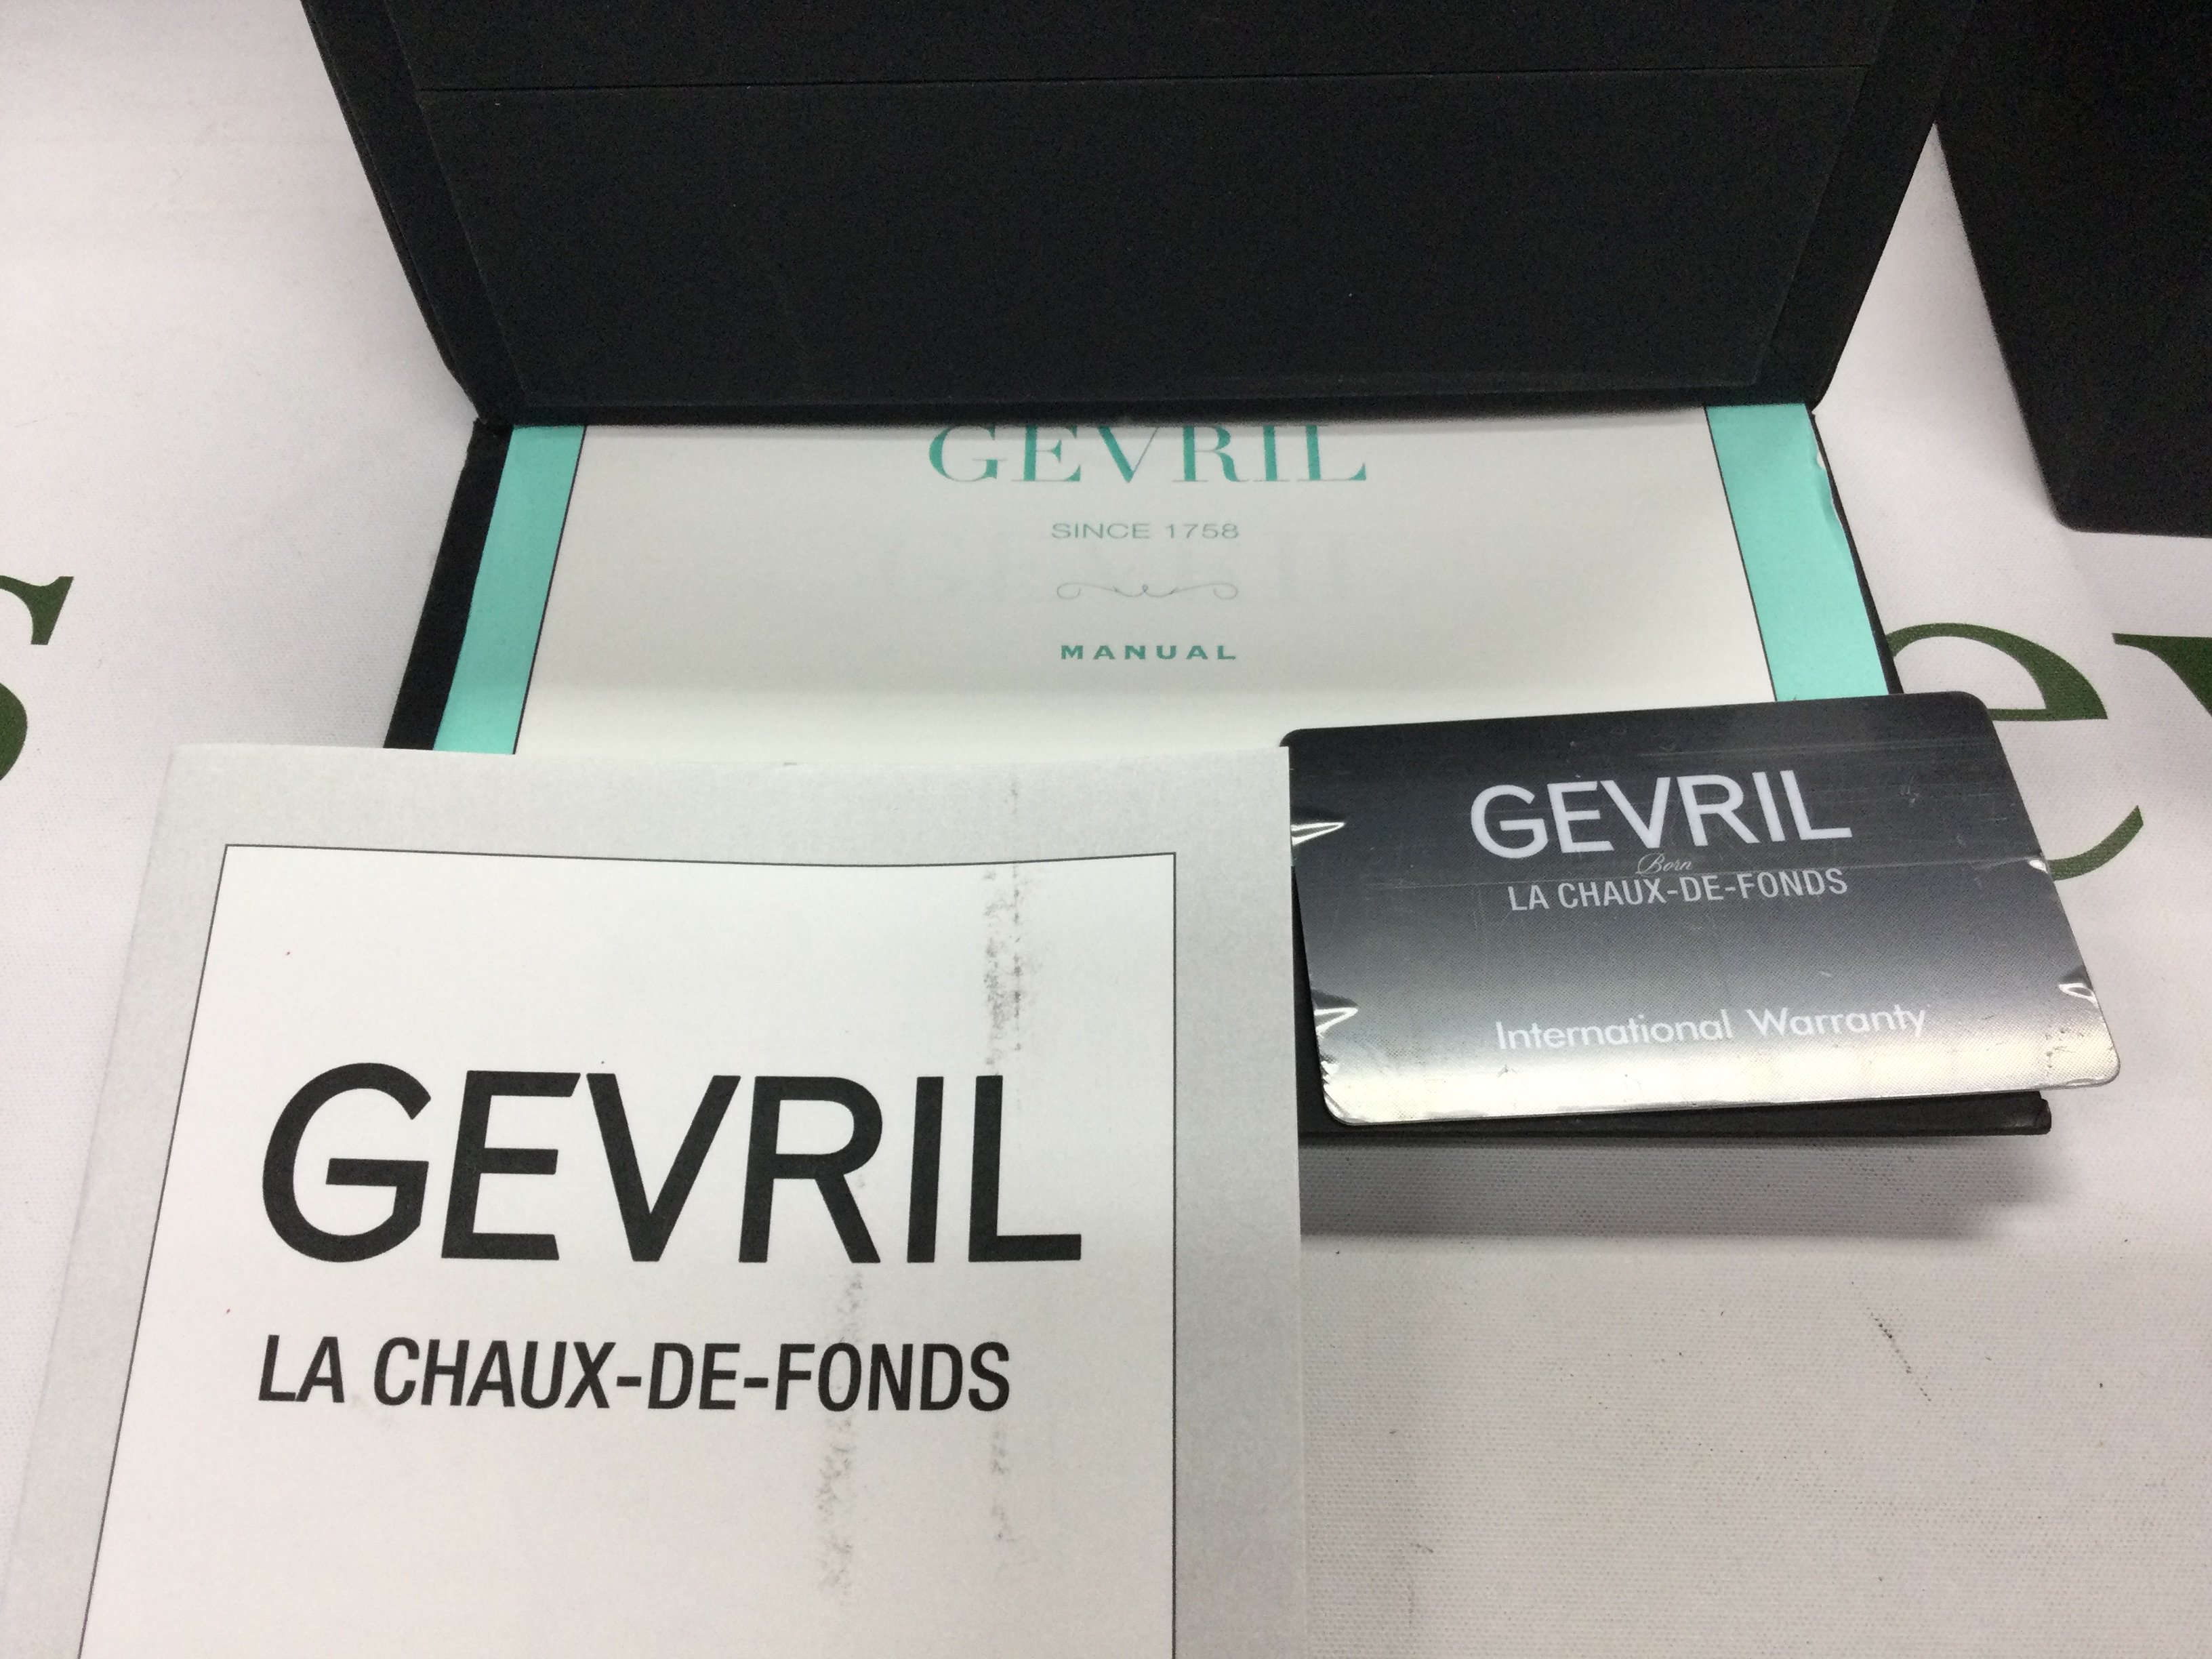 GEVRIL
SINCE 1758
MANUAL
GEVRIL
Born
LA CHAUX-DE-FONDS
International Warranty
GEVRIL
LA CHAUX-DE-FONDS